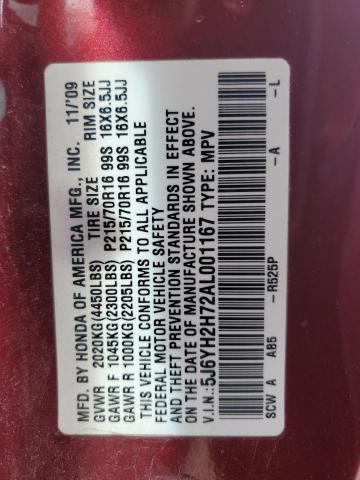 MFD. BY HONDA OF AMERICA MFG., INC. 11/'09
TIRE SIZE RIM SIZE
GVWR 2020KG(4450LBS)
GAWR F 1045KG(2300LBS) P215/70R16 99S 16X6.5JJ
GAWR R 1000KG(2205LBS) P215/70R16 99S 16X6.5JJ
THIS VEHICLE CONFORMS TO ALL APPLICABLE
FEDERAL MOTOR VEHICLE SAFETY
AND THEFT PREVENTION STANDARDS IN EFFECT
ON THE DATE OF MANUFACTURE SHOWN ABOVE.
V.I.N.:5J6YH2H72AL001167 TYPE: MPV
SCW A A85 -R525P -A -L